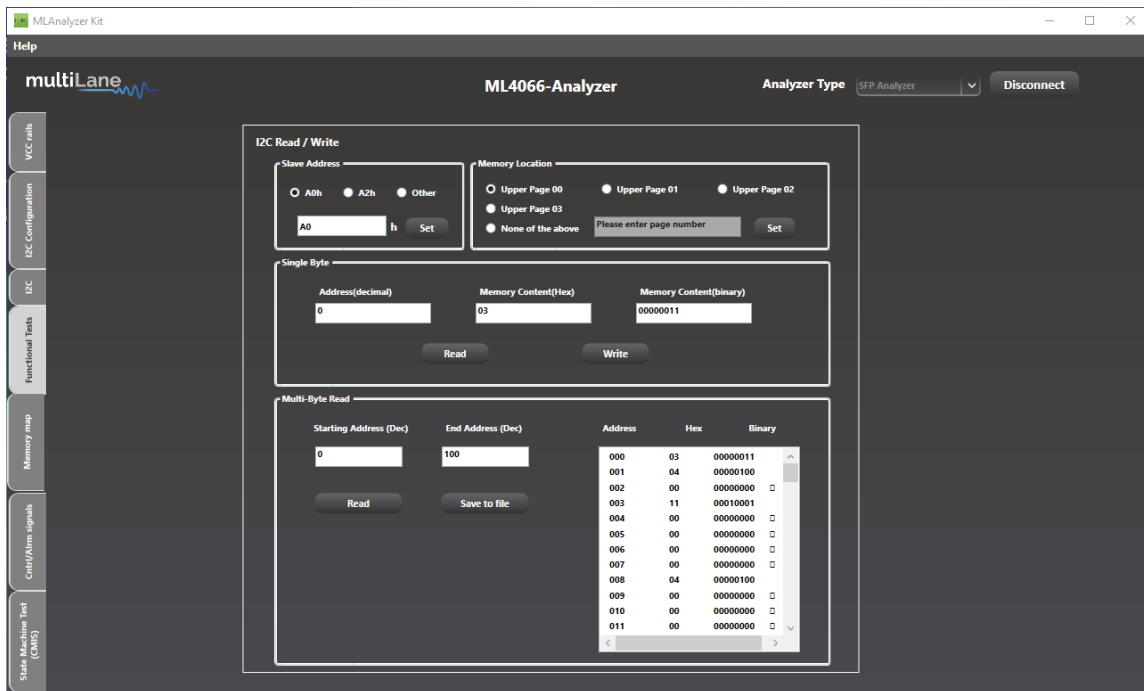 MLAnalyzer Kit
Help
multiLane
ML4066-Analyzer
Analyzer Type
SFP Analyzer
Disconnect
VCC rails
I2C Configuration
I2C
Functional Tests
Memory map
Cntrl/Alrm signals
State Machine Test
(CMIS)
I2C Read / Write
Slave Address
A0h A2h Other
A0 h Set
Memory Location
Upper Page 00 Upper Page 01 Upper Page 02
Upper Page 03
None of the above Please enter page number Set
Single Byte
Address(decimal) Memory Content(Hex) Memory Content(binary)
0 03 00000011
Read Write
Multi-Byte Read
Starting Address (Dec) End Address (Dec)
0 100
Read Save to file
Address Hex Binary
000 03 00000011
001 04 00000100
002 00 00000000
003 11 00010001
004 00 00000000
005 00 00000000
006 00 00000000
007 00 00000000
008 04 00000100
009 00 00000000
010 00 00000000
011 00 00000000